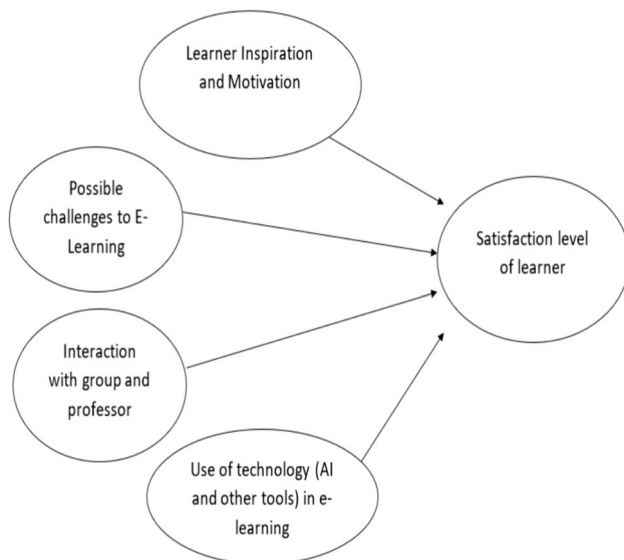 Learner Inspiration
and Motivation
Possible
challenges to E-
Learning
Satisfaction level
of learner
Interaction
with group and
professor
Use of technology (AI
and other tools) in e-
learning